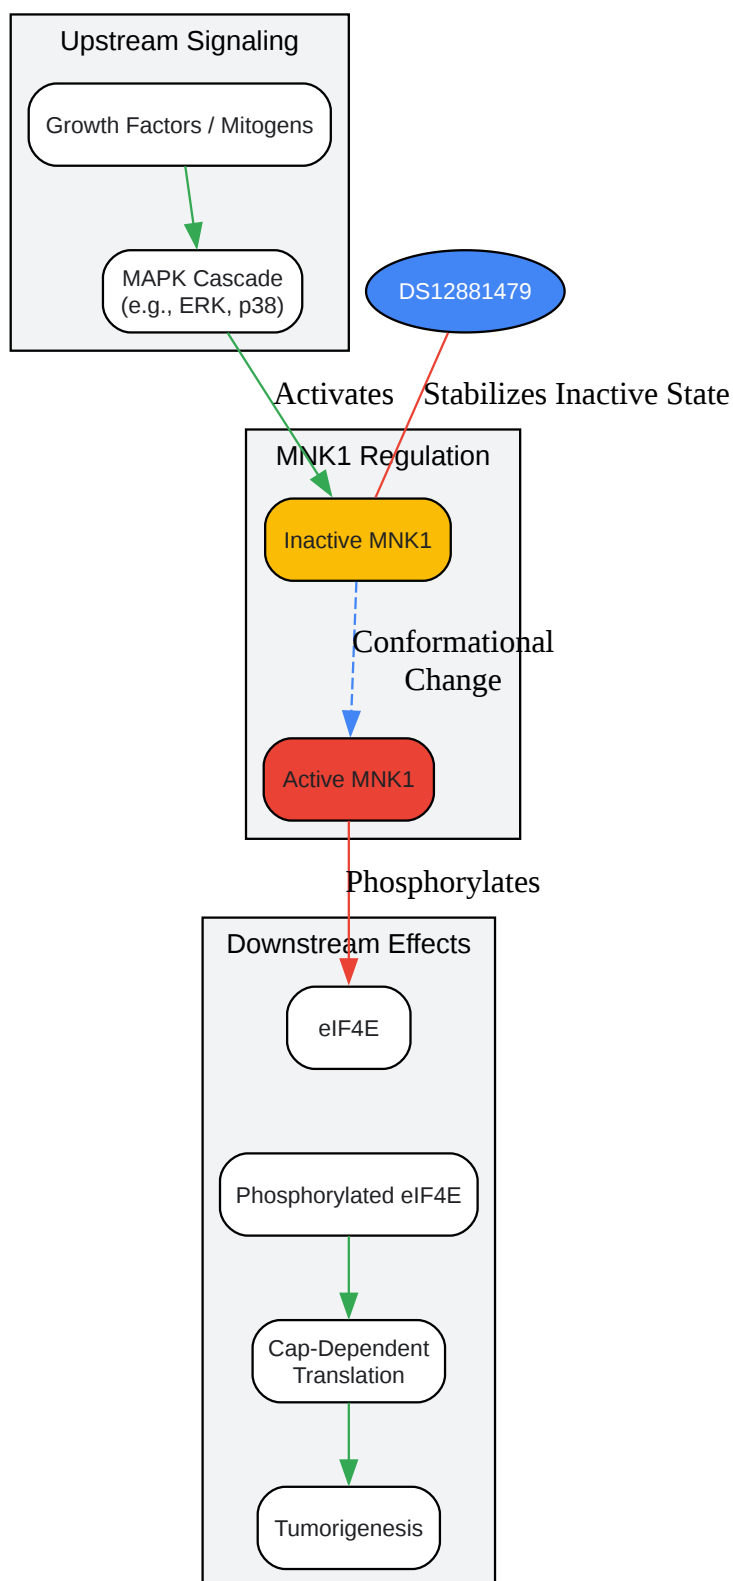 Upstream Signaling
Growth Factors / Mitogens
MAPK Cascade
(e.g., ERK, p38)
DS12881479
Activates
Stabilizes Inactive State
MNK1 Regulation
Inactive MNK1
Conformational
Change
Active MNK1
Phosphorylates
Downstream Effects
eIF4E
Phosphorylated eIF4E
Cap-Dependent
Translation
Tumorigenesis